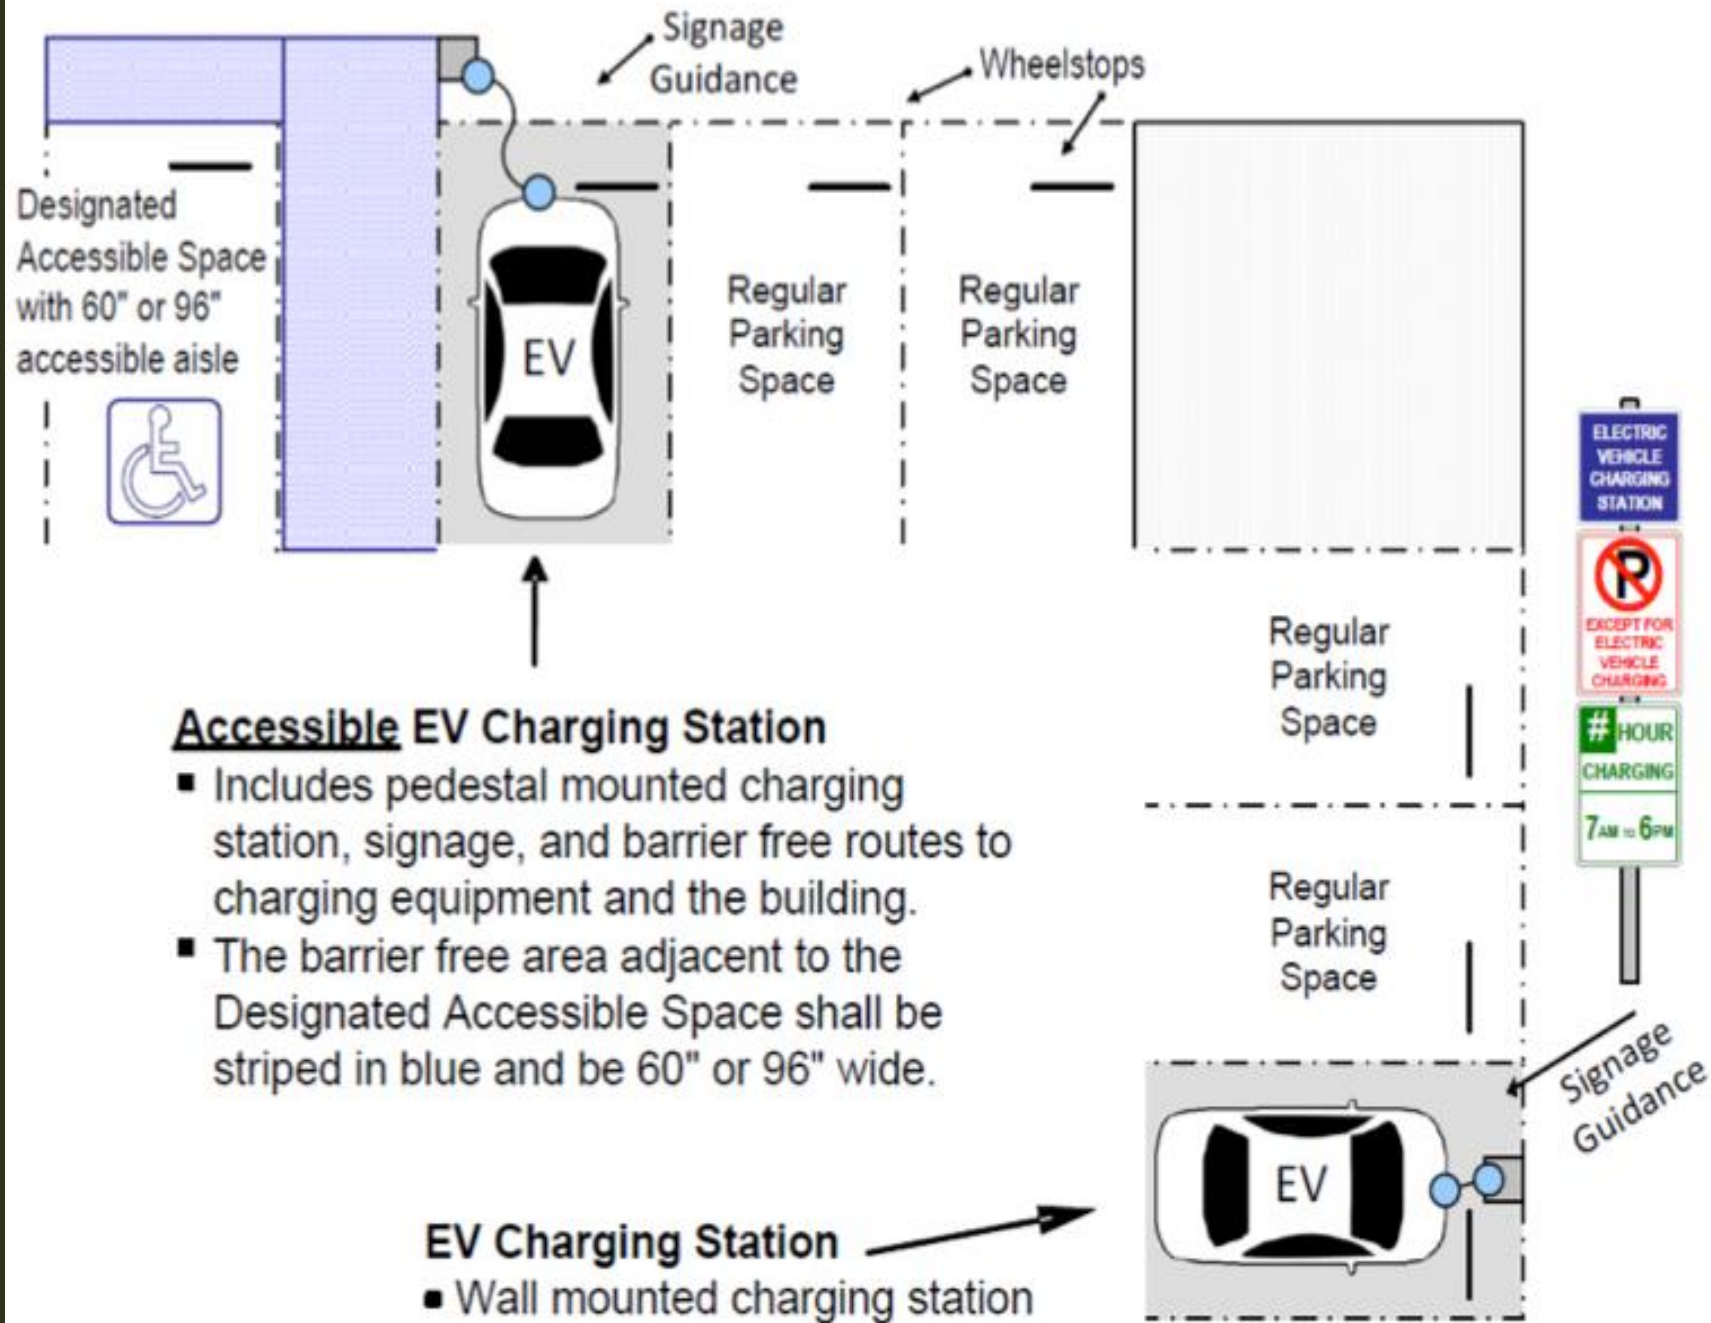 Signage
Guidance
Wheelstops
Designated
Accessible Space
with 60" or 96"
accessible aisle
EV
Regular
Parking
Space
Regular
Parking
Space
ELECTRIC
VEHICLE
CHARGING
STATION
P
EXCEPT FOR
ELECTRIC
VEHICLE
CHARGING
# HOUR
CHARGING
7AM to 6PM
Regular
Parking
Space
Accessible EV Charging Station
▪ Includes pedestal mounted charging
station, signage, and barrier free routes to
charging equipment and the building.
▪ The barrier free area adjacent to the
Designated Accessible Space shall be
striped in blue and be 60" or 96" wide.
Regular
Parking
Space
Signage
Guidance
EV
EV Charging Station
▪ Wall mounted charging station